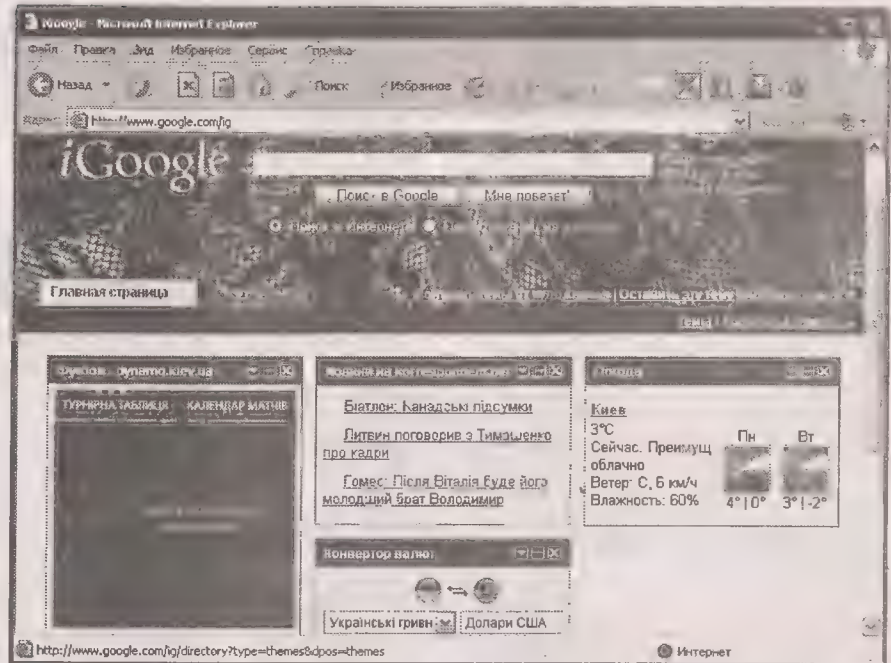 iGoogle - Microsoft Internet Explorer
Файл Правка Вид Избранное Сервис Справка
Назад Поиск Избранное
Адрес: http://www.google.com/ig
iGoogle
Поиск в Google Мне повезет!
Поиск в Интернет
Главная страница
dynamo.kiev.ua
ТУРНІРНА ТАБЛИЦЯ КАЛЕНДАР МАТЧІВ
Біатлон: Канадські підсумки
Литвин поговорив з Тимошенко
про кадри
Гомес: Після Віталія буде його
молодший брат Володимир
Погода
Киев
3°C
Сейчас: Преимущ
облачно
Ветер: С, 6 км/ч
Влажность: 60%
Пн Вт
4°|0° 3°|-2°
Конвертор валют
Українські гривн Долари США
http://www.google.com/ig/directory?type=themes&dpos=themes Интернет